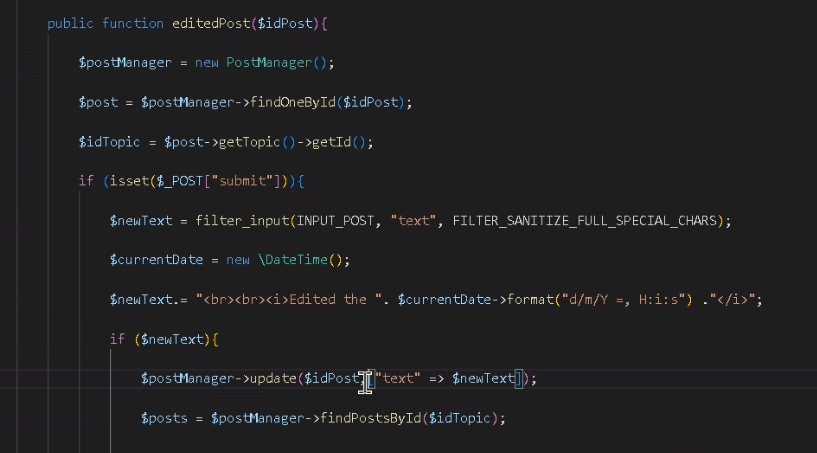 public function editedPost($idPost){
$postManager = new PostManager();
$post = $postManager->findOneById($idPost);
$idTopic = $post->getTopic()->getId();
if (isset($_POST["submit"])){
$newText = filter_input(INPUT_POST, "text", FILTER_SANITIZE_FULL_SPECIAL_CHARS);
$currentDate = new \DateTime();
$newText.= "<br><br><i>Edited the ". $currentDate->format("d/m/Y =, H:i:s") ."</i>";
if ($newText){
$postManager->update($idPost,["text" => $newText]);
$posts = $postManager->findPostsById($idTopic);